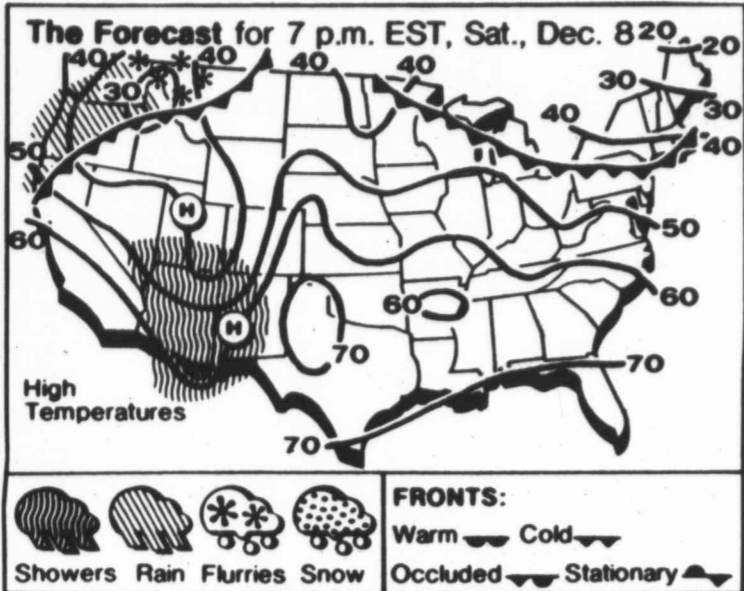 The Forecast for 7 p.m. EST, Sat., Dec. 8
20
20
40
40
40
40
30
30
30
40
40
50
60
H
H
50
60
60
70
70
70
High
Temperatures
Showers Rain Flurries Snow
FRONTS:
Warm Cold
Occluded Stationary